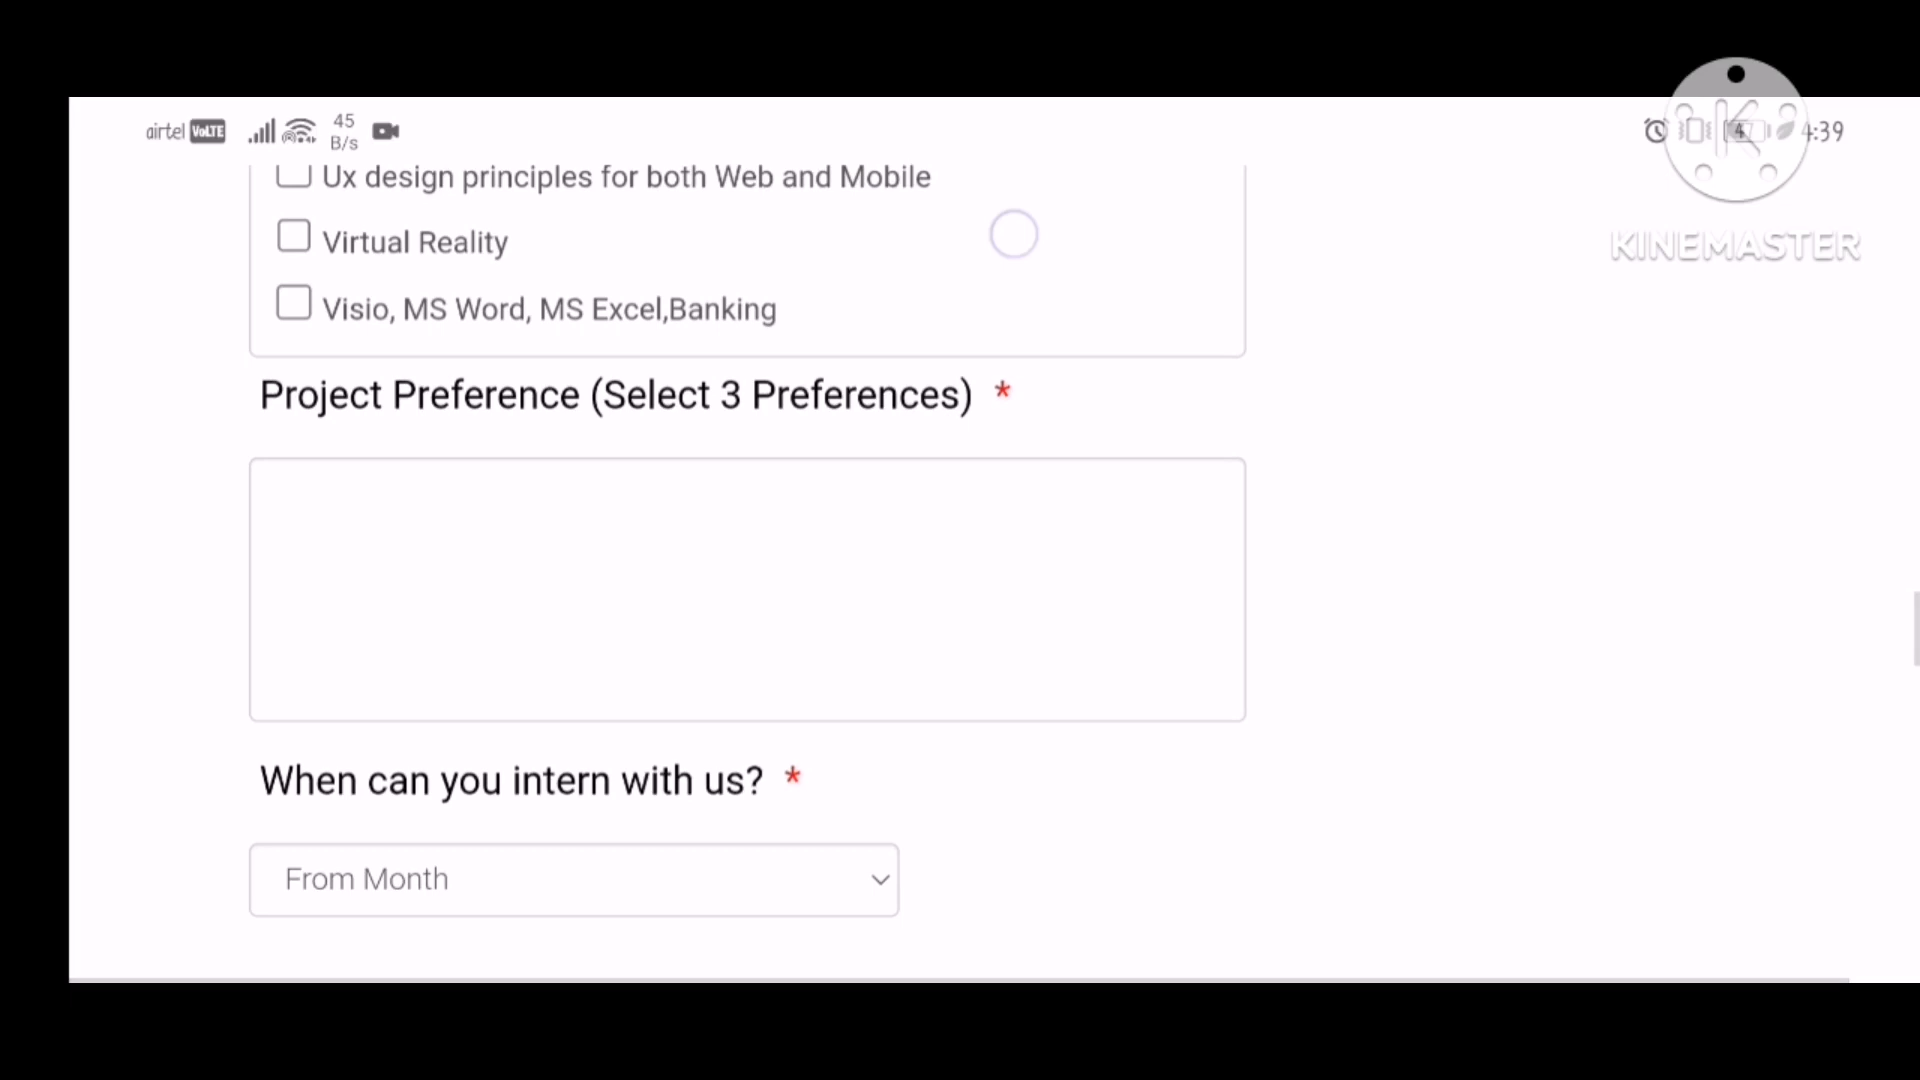 airtel VoLTE 45 B/s 4:39
KINEMASTER
Ux design principles for both Web and Mobile
Virtual Reality
Visio, MS Word, MS Excel,Banking
Project Preference (Select 3 Preferences) *
When can you intern with us? *
From Month